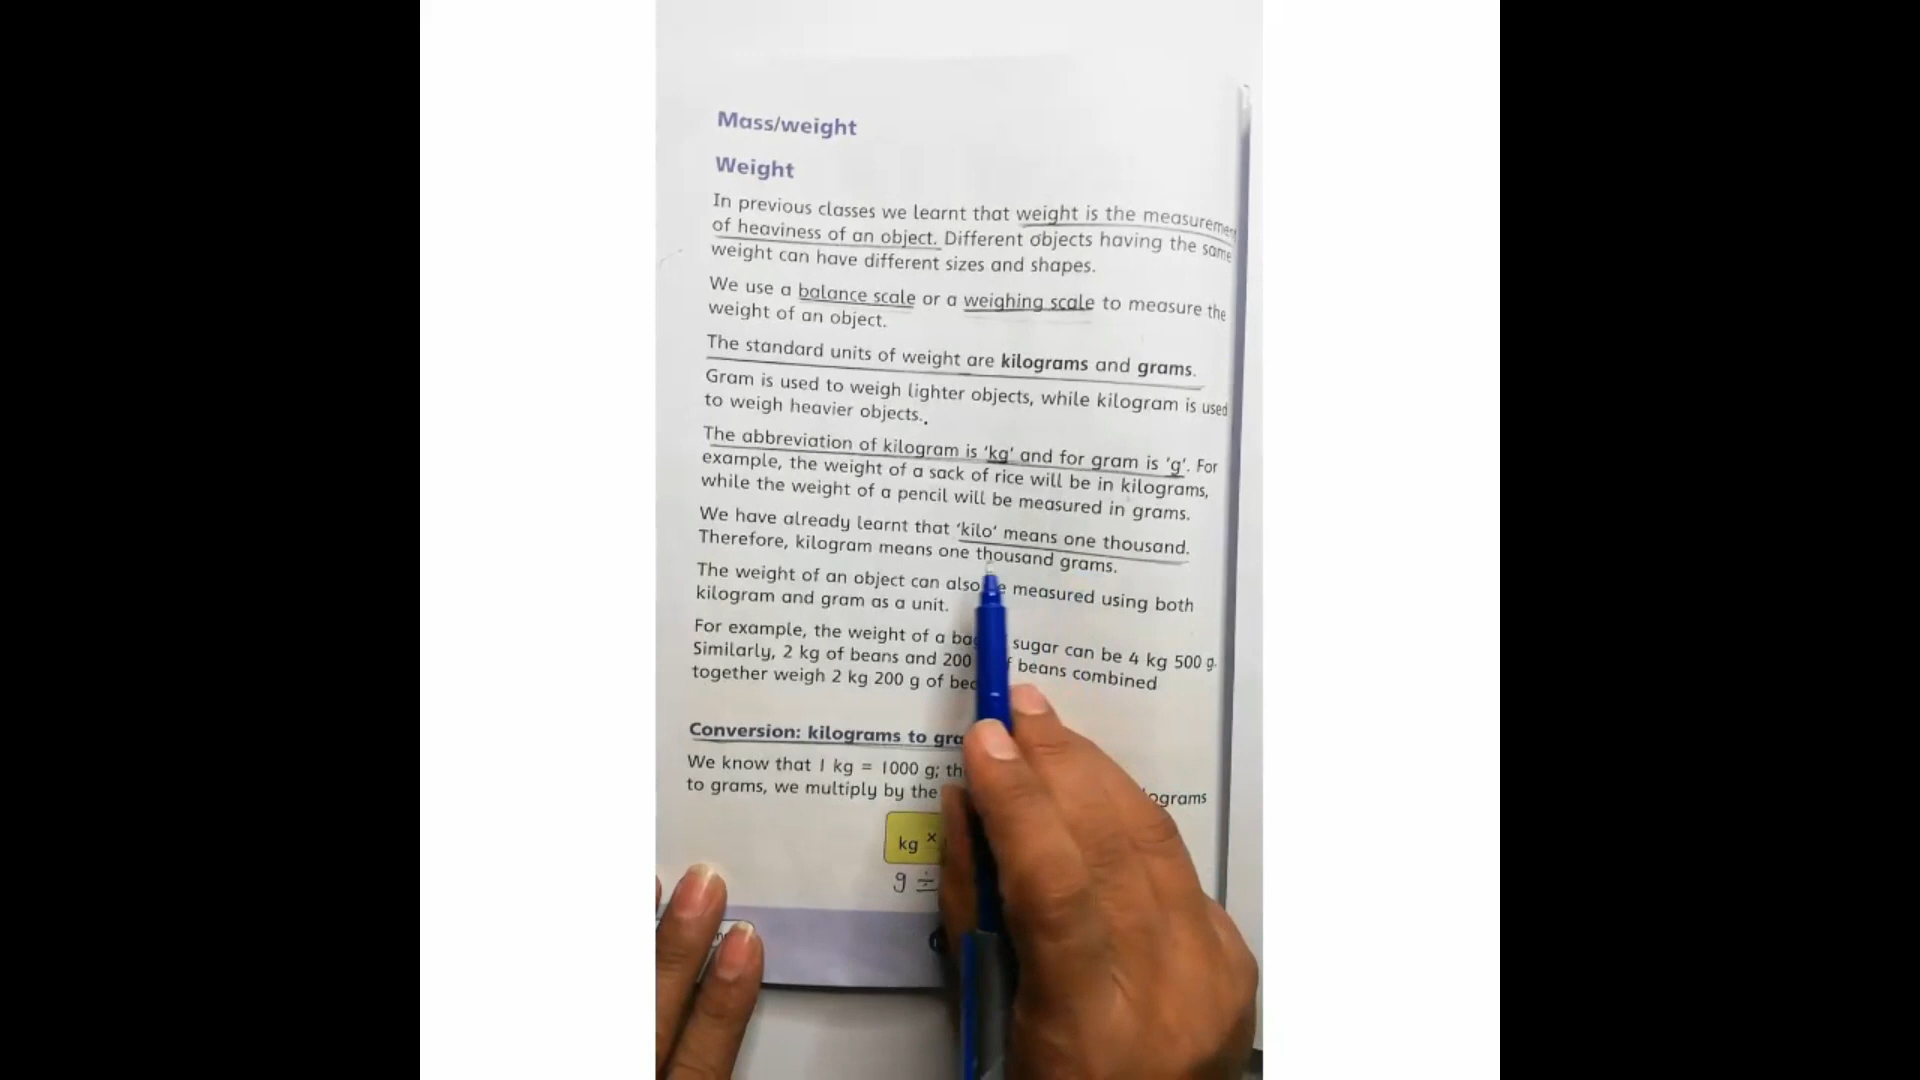 Mass/weight
Weight
In previous classes we learnt that weight is the
of heaviness of an object. Different objects having the same
weight can have different sizes and shapes.
We use a balance scale or a weighing scale to measure the
weight of an object.
The standard units of weight are kilograms and grams.
Gram is used to weigh lighter objects, while kilogram is used
to weigh heavier objects.
The abbreviation of kilogram is ‘kg’ and for gram is ‘g’. For
example, the weight of a sack of rice will be in kilograms,
while the weight of a pencil will be measured in grams.
We have already learnt that ‘kilo’ means one thousand.
Therefore, kilogram means one thousand grams.
The weight of an object can also measured using both
kilogram and gram as a unit.
For example, the weight of a sugar can be 4 kg 500 g.
Similarly, 2 kg of beans and 200 beans combined
together weigh 2 kg 200 g of
Conversion: kilograms to
We know that 1 kg = 1000 g;
to grams, we multiply by the
kg ×
g ÷